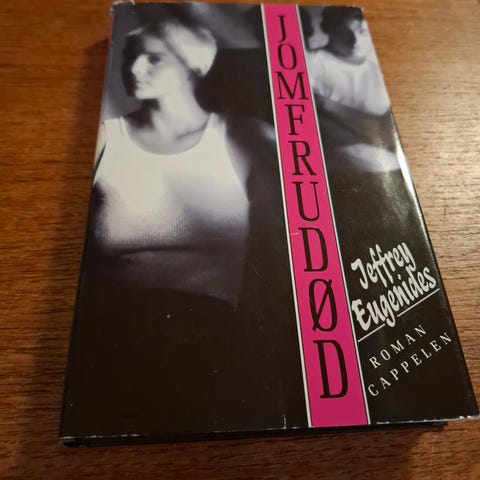 JOMFRUDØD
Jeffrey
Eugenides
ROMAN
CAPPELEN